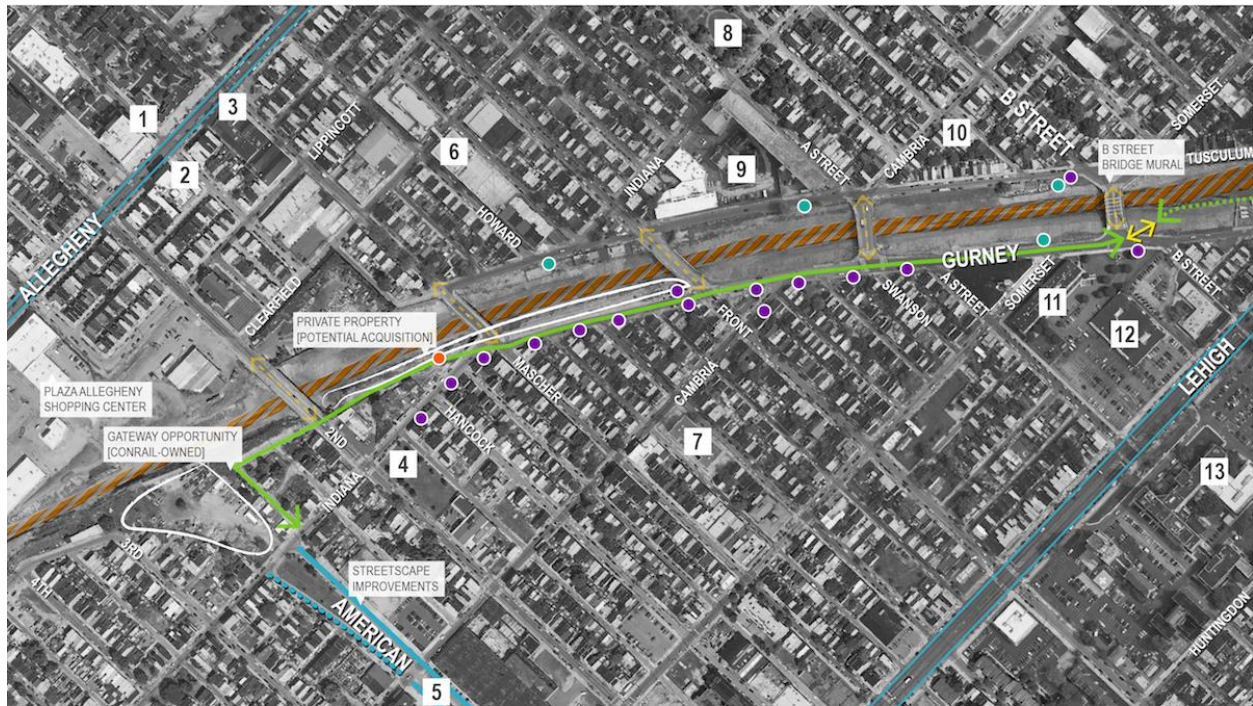 8
B STREET
SOMERSET
1
3
LIPPINCOTT
6
CAMBRIA
10
B STREET
BRIDGE MURAL
TUSCULUM
2
INDIANA
9
A STREET
ALLEGHENY
HOWARD
CLEARFIELD
GURNEY
B STREET
PRIVATE PROPERTY
[POTENTIAL ACQUISITION]
FRONT
SWANSON
A STREET
SOMERSET
11
12
MASCHER
CAMBRIA
LEHIGH
PLAZA ALLEGHENY
SHOPPING CENTER
GATEWAY OPPORTUNITY
[CONRAIL-OWNED]
2ND
HANCOCK
4
7
13
INDIANA
3RD
4TH
STREETSCAPE
IMPROVEMENTS
AMERICAN
HUNTINGDON
5